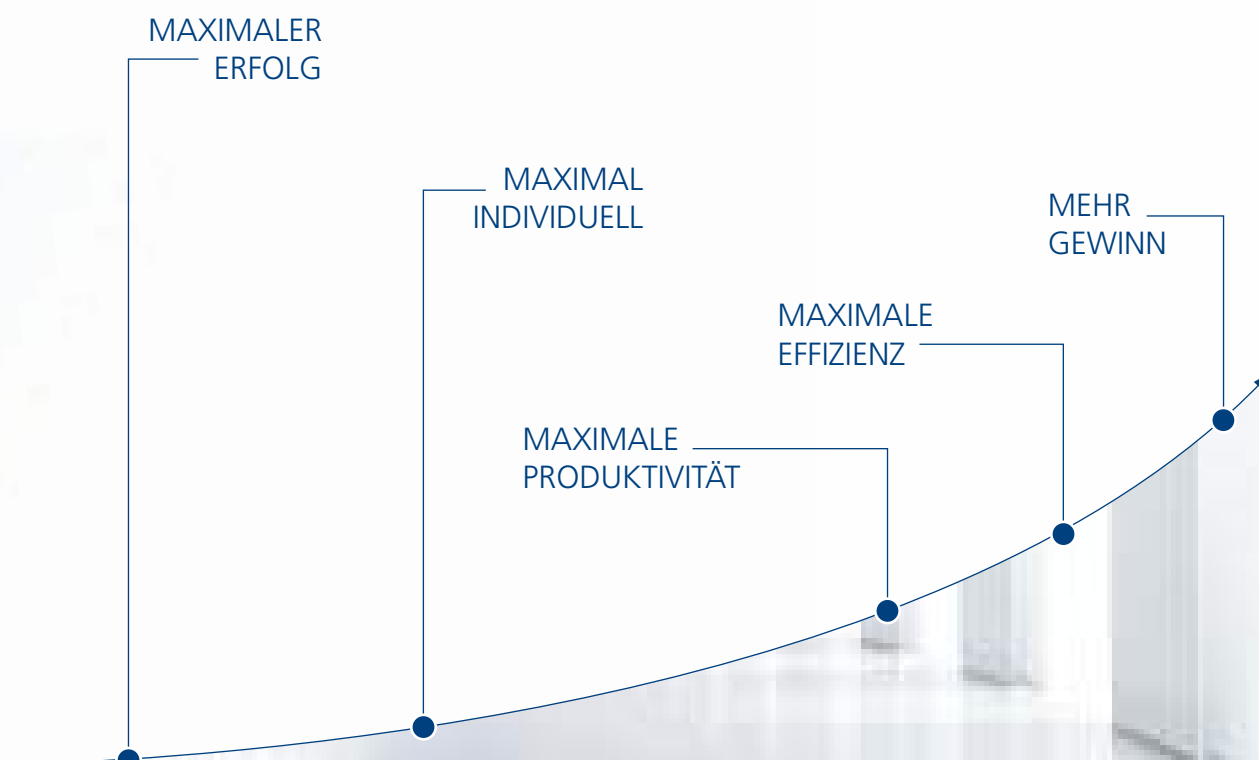 MAXIMALER
ERFOLG
MAXIMAL
INDIVIDUELL
MEHR
GEWINN
MAXIMALE
EFFIZIENZ
MAXIMALE
PRODUKTIVITÄT